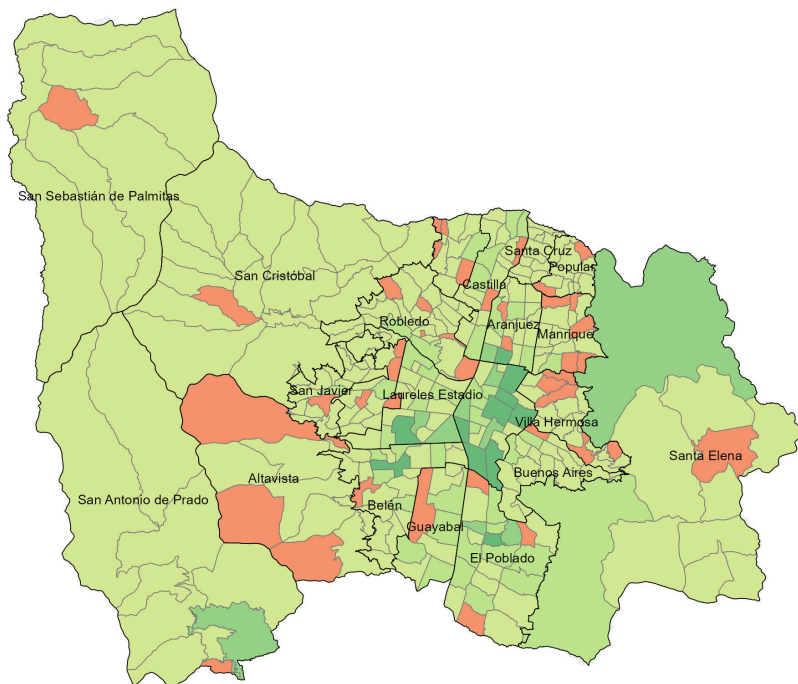 San Sebastián de Palmitas
San Cristóbal
Santa Cruz
Popular
Castilla
Robledo
Aranjuez
Manrique
San Javier
Laureles Estadio
Villa Hermosa
Santa Elena
Buenos Aires
Altavista
San Antonio de Prado
Belén
Guayabal
El Poblado